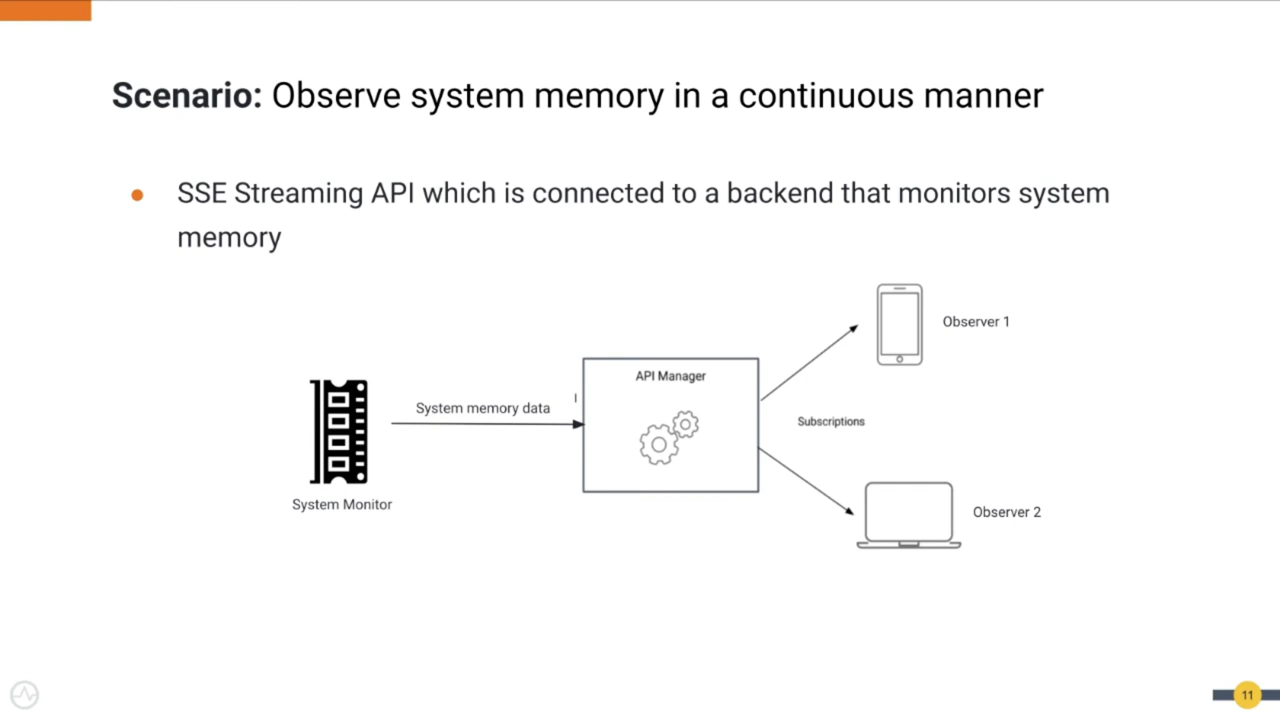 Scenario: Observe system memory in a continuous manner
SSE Streaming API which is connected to a backend that monitors system
memory
Observer 1
API Manager
System memory data
Subscriptions
System Monitor
Observer 2
11